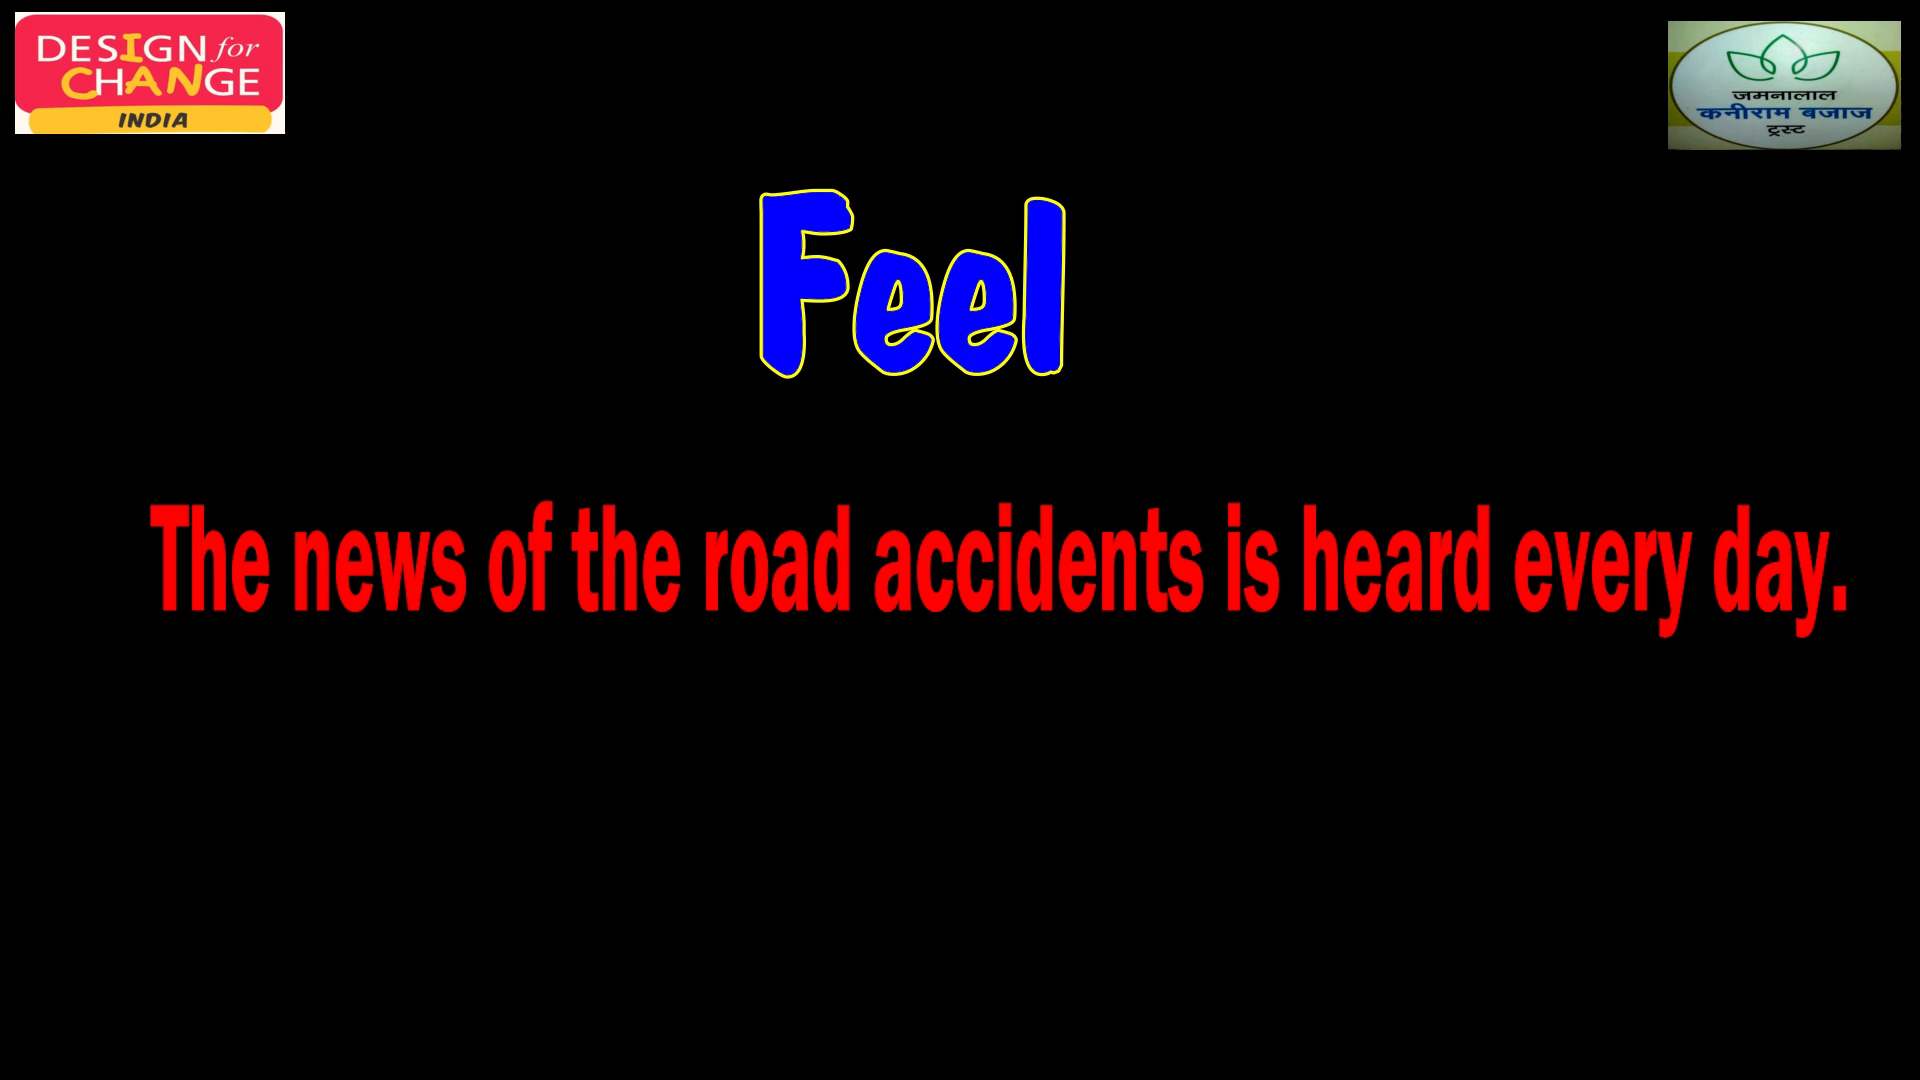 DESIGN for
CHANGE
INDIA
जमनालाल
कनीराम बजाज
ट्रस्ट
Feel
The news of the road accidents is heard every day.